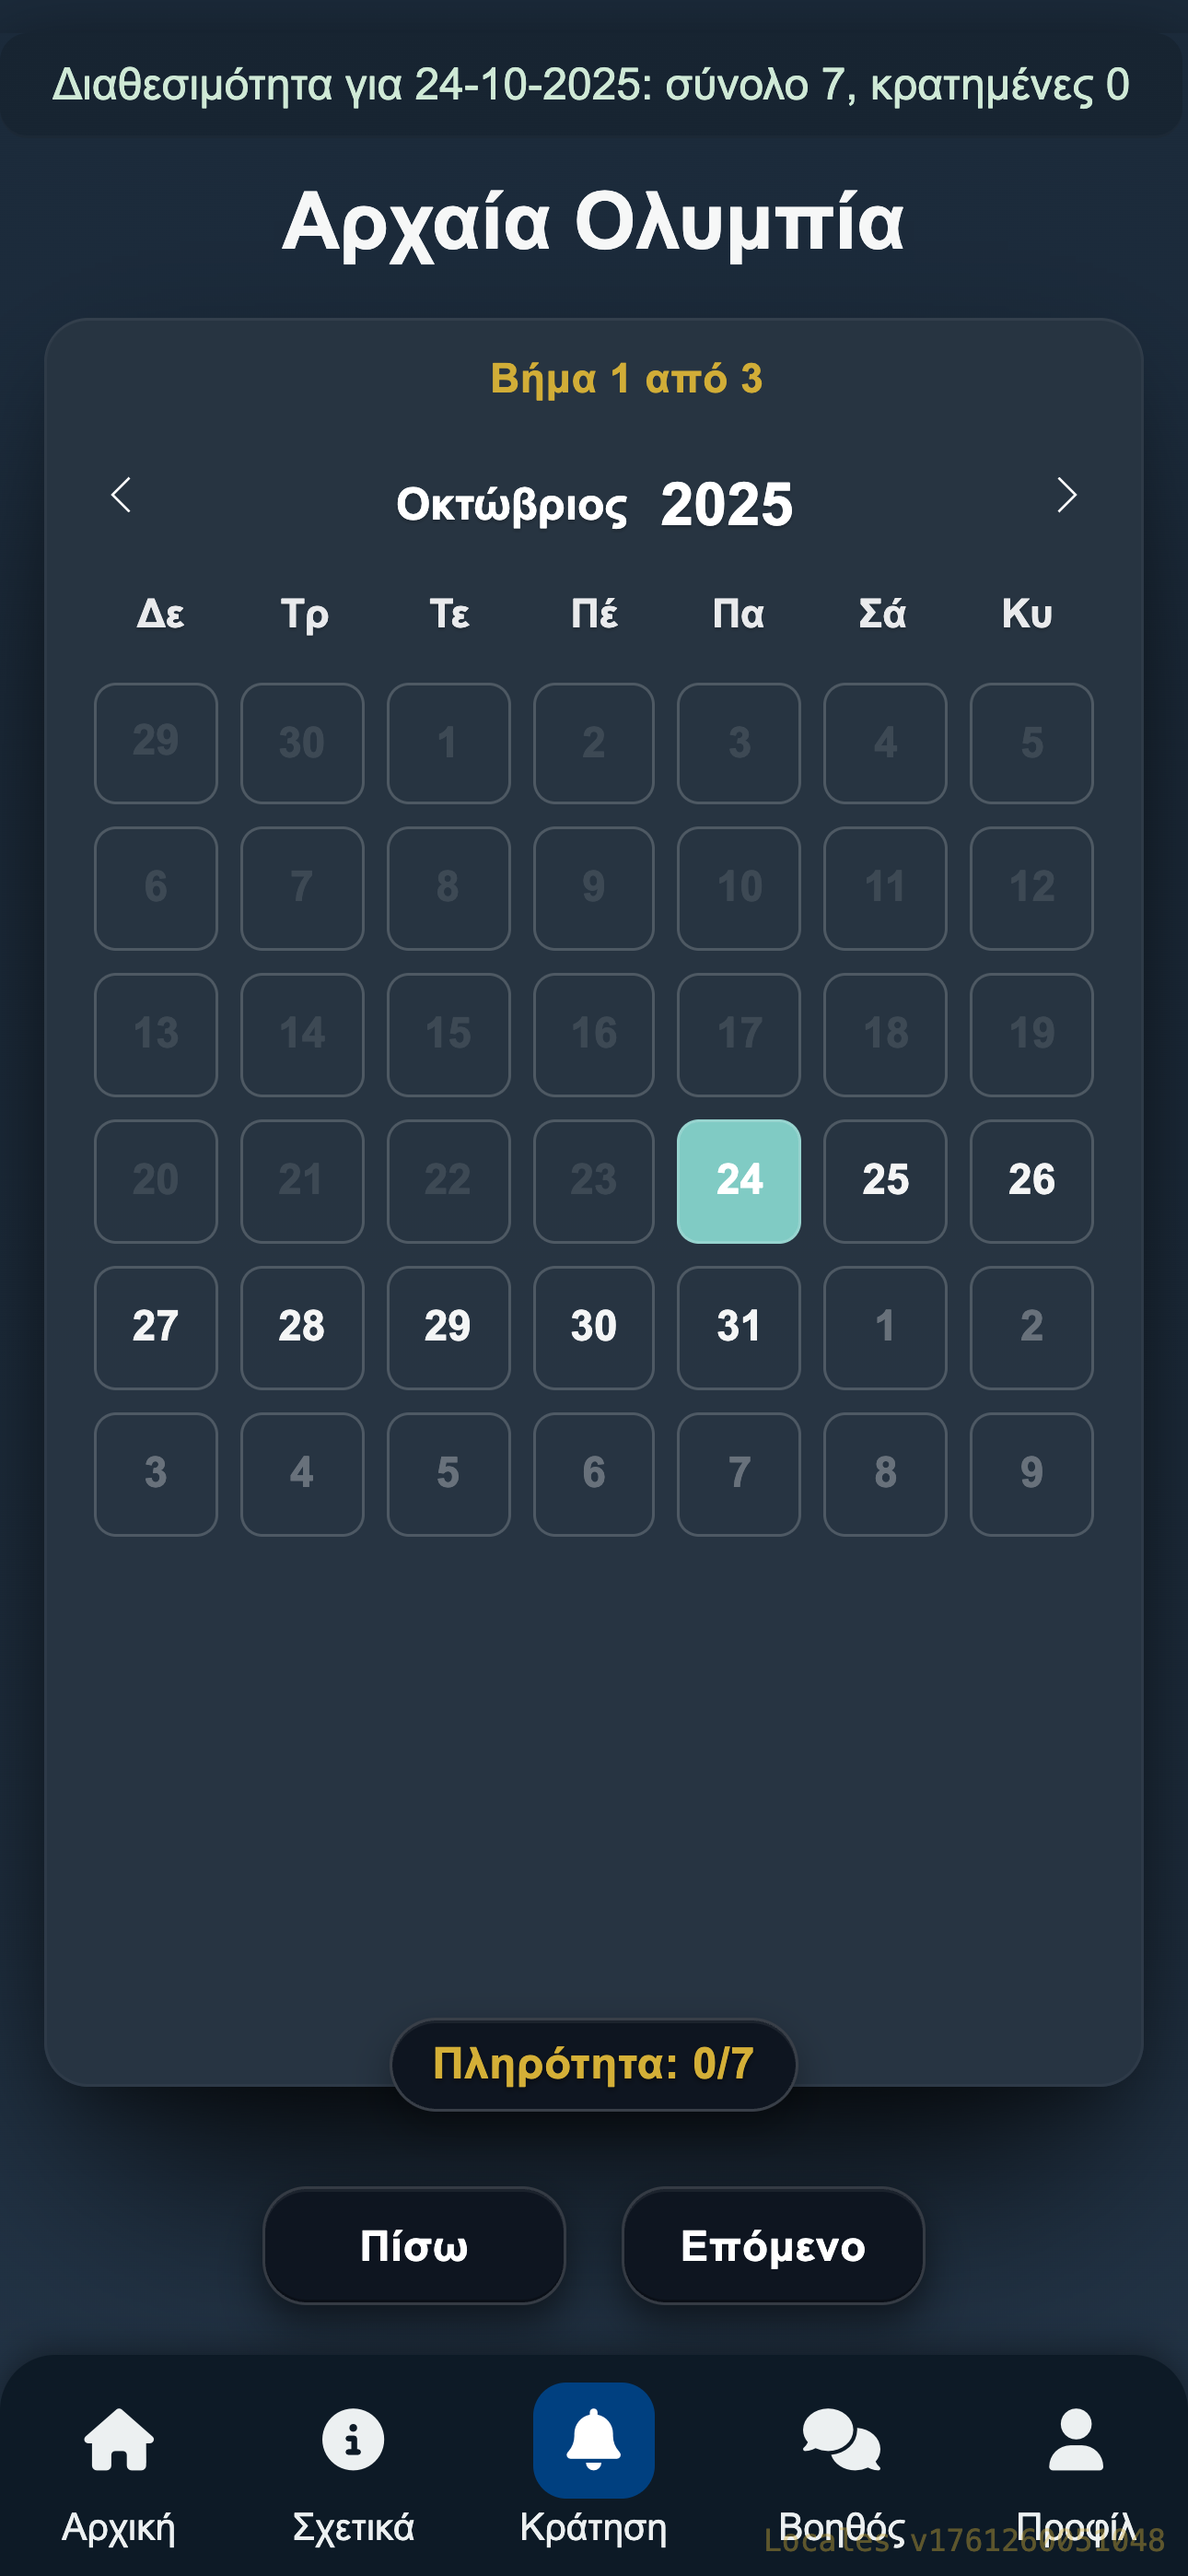 Διαθεσιμότητα για 24-10-2025: σύνολο 7, κρατημένες 0
Αρχαία Ολυμπία
Βήμα 1 από 3
Οκτώβριος 2025
Δε Τρ Τε Πέ Πα Σά Κυ
29 30 1 2 3 4 5
6 7 8 9 10 11 12
13 14 15 16 17 18 19
20 21 22 23 24 25 26
27 28 29 30 31 1 2
3 4 5 6 7 8 9
Πληρότητα: 0/7
Πίσω Επόμενο
Αρχική Σχετικά Κράτηση Βοηθός Προφίλ
Locales v1761260051048